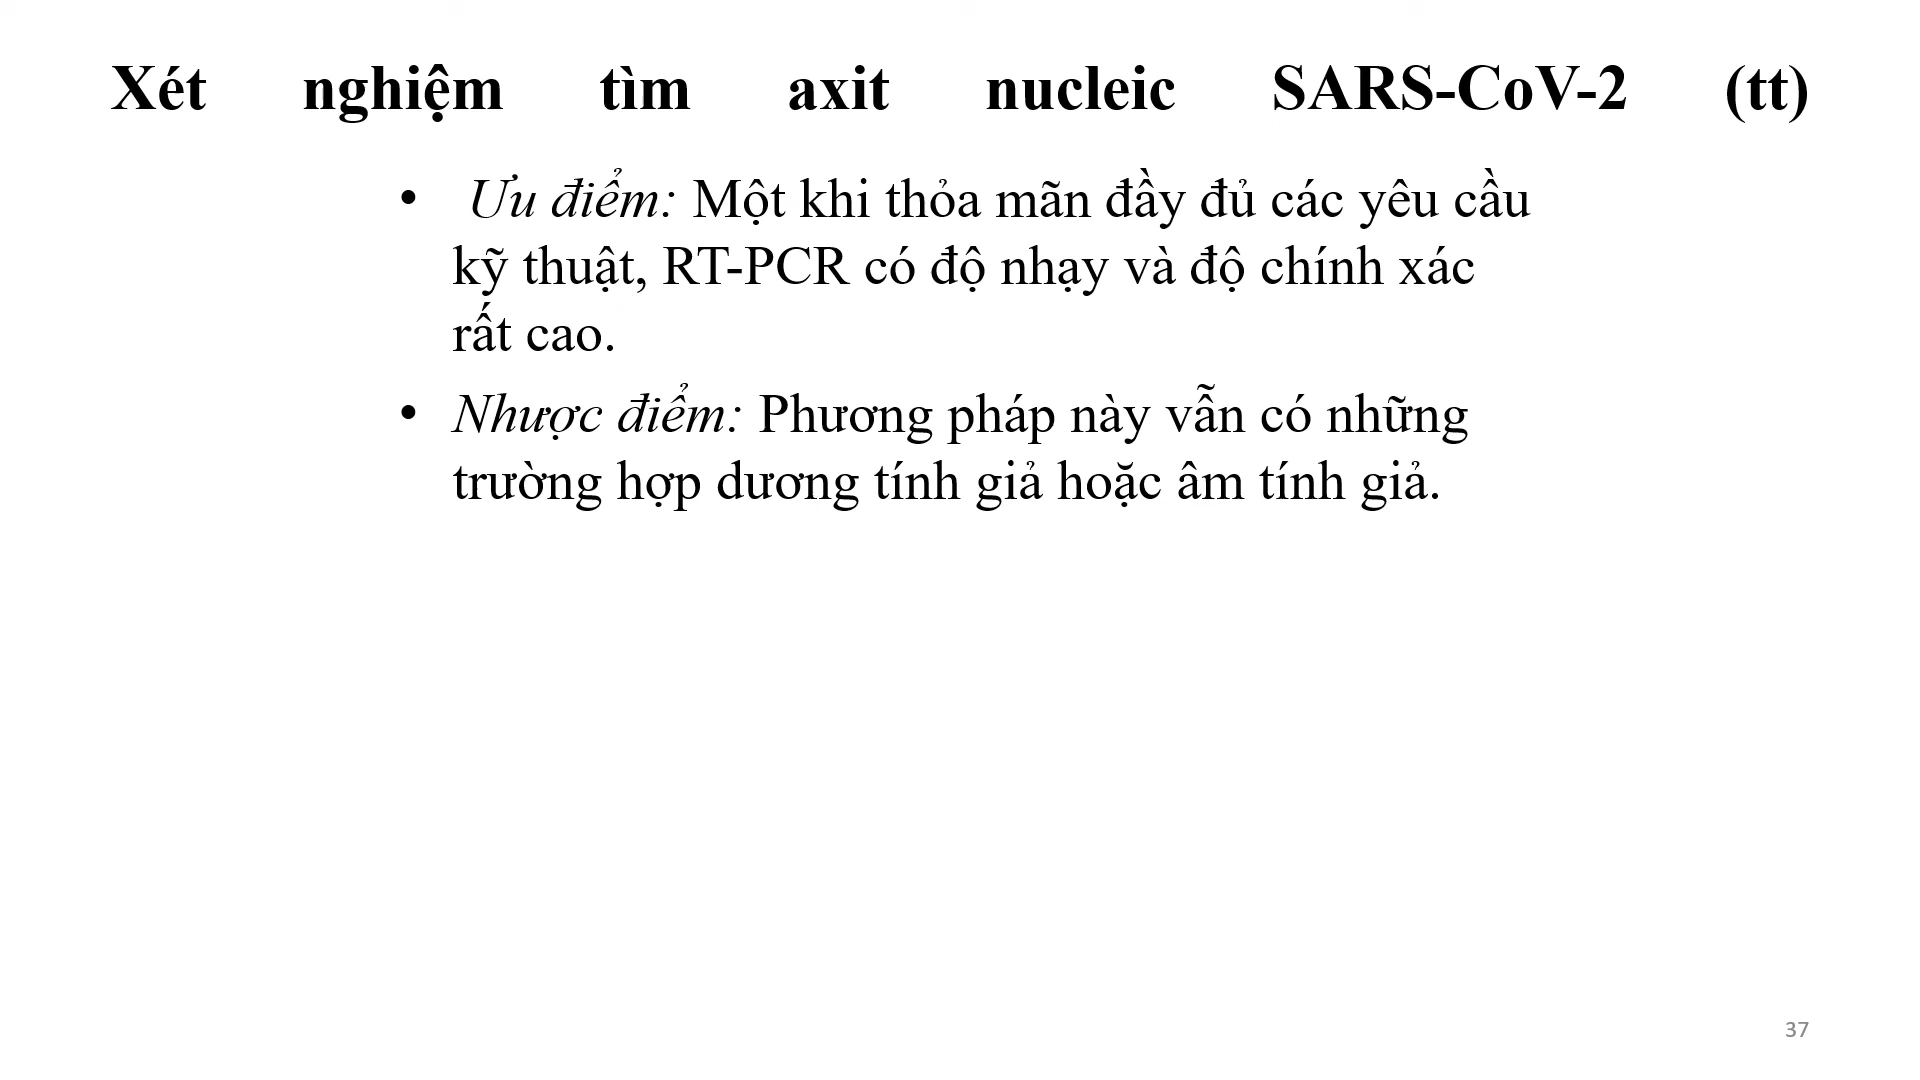 Xét nghiệm tìm axit nucleic SARS-CoV-2 (tt)
• Ưu điểm: Một khi thỏa mãn đầy đủ các yêu cầu
kỹ thuật, RT-PCR có độ nhạy và độ chính xác
rất cao.
• Nhược điểm: Phương pháp này vẫn có những
trường hợp dương tính giả hoặc âm tính giả.
37